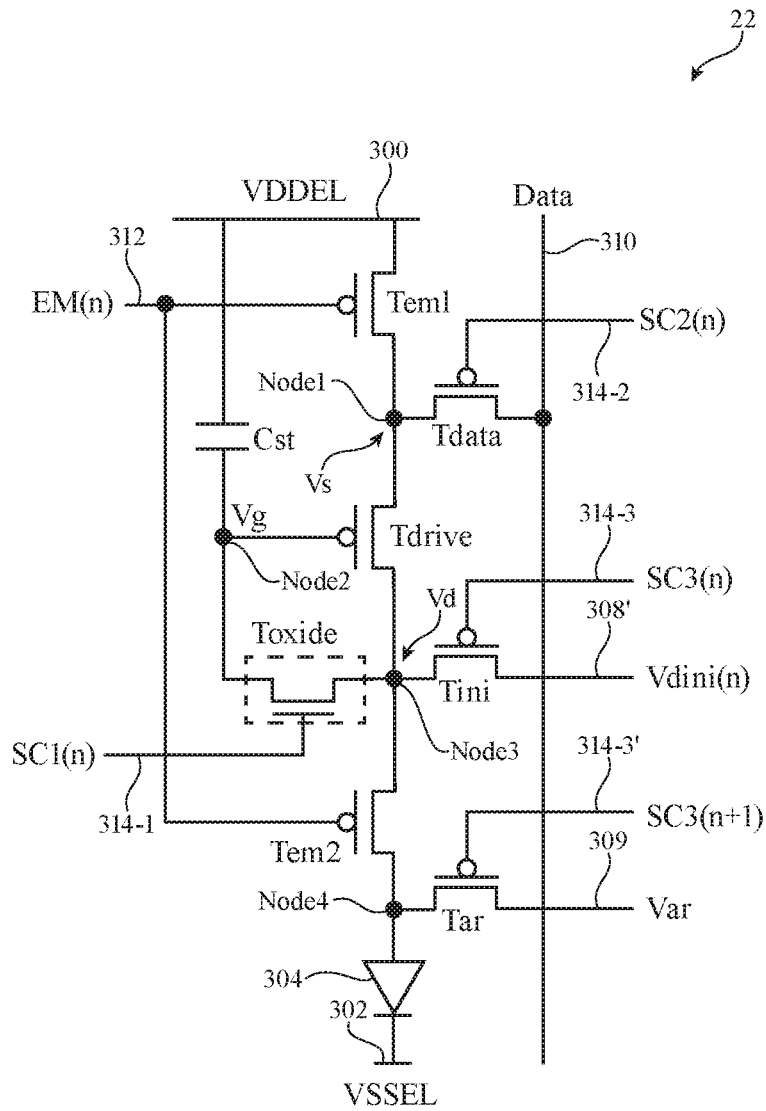 22
300
VDDEL
Data
312
310
EM(n)
Tem1
SC2(n)
Node1
314-2
Cst
Tdata
Vs
Vg
Tdrive
314-3
Node2
SC3(n)
Vd
308'
Toxide
Tini
Vdini(n)
SC1(n)
Node3
314-3'
314-1
SC3(n+1)
Tem2
309
Node4
Tar
Var
304
302
VSSEL